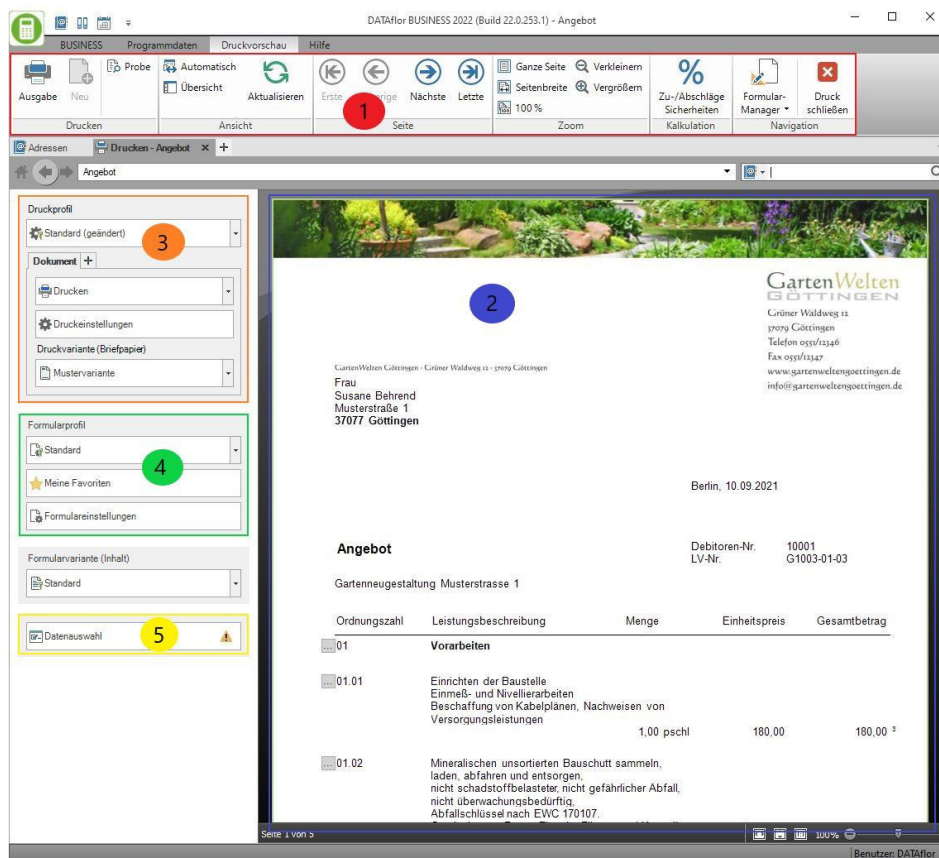 DATAflor BUSINESS 2022 (Build 22.0.253.1) - Angebot
BUSINESS Programmdaten Druckvorschau Hilfe
Ausgabe
Neu
Probe
Drucken
Automatisch
Übersicht
Aktualisieren
Ansicht
Erste
1
Nächste
Letzte
Seite
Ganze Seite
Seitenbreite
100 %
Verkleinern
Vergrößern
Zoom
%
Zu-/Abschläge
Sicherheiten
Kalkulation
Formular-
Manager
Druck
schließen
Navigation
Adressen
Drucken - Angebot
Angebot
Druckprofil
Standard (geändert)
3
Dokument
Drucken
Druckeinstellungen
Druckvariante (Briefpapier)
Mustervariante
Formularprofil
Standard
4
Meine Favoriten
Formulareinstellungen
Formularvariante (Inhalt)
Standard
Datenauswahl
5
2
GartenWelten
GÖTTINGEN
Grüner Waldweg 12
37079 Göttingen
Telefon 0551/12346
Fax 0551/12347
www.gartenweltengoettingen.de
info@gartenweltengoettingen.de
GartenWelten Göttingen - Grüner Waldweg 12 - 37079 Göttingen
Frau
Susane Behrend
Musterstraße 1
37077 Göttingen
Berlin, 10.09.2021
Angebot
Debitoren-Nr. 10001
LV-Nr. G1003-01-03
Gartenneugestaltung Musterstrasse 1
Ordnungszahl Leistungsbeschreibung Menge Einheitspreis Gesamtbetrag
... 01 Vorarbeiten
... 01.01 Einrichten der Baustelle
Einmeß- und Nivellierarbeiten
Beschaffung von Kabelplänen, Nachweisen von
Versorgungsleistungen
1,00 pschl 180,00 180,00 ³
... 01.02 Mineralischen unsortierten Bauschutt sammeln,
laden, abfahren und entsorgen,
nicht schadstoffbelasteter, nicht gefährlicher Abfall,
nicht überwachungsbedürftig,
Abfallschlüssel nach EWC 170107.
Seite 1 von 5
100%
Benutzer: DATAflor